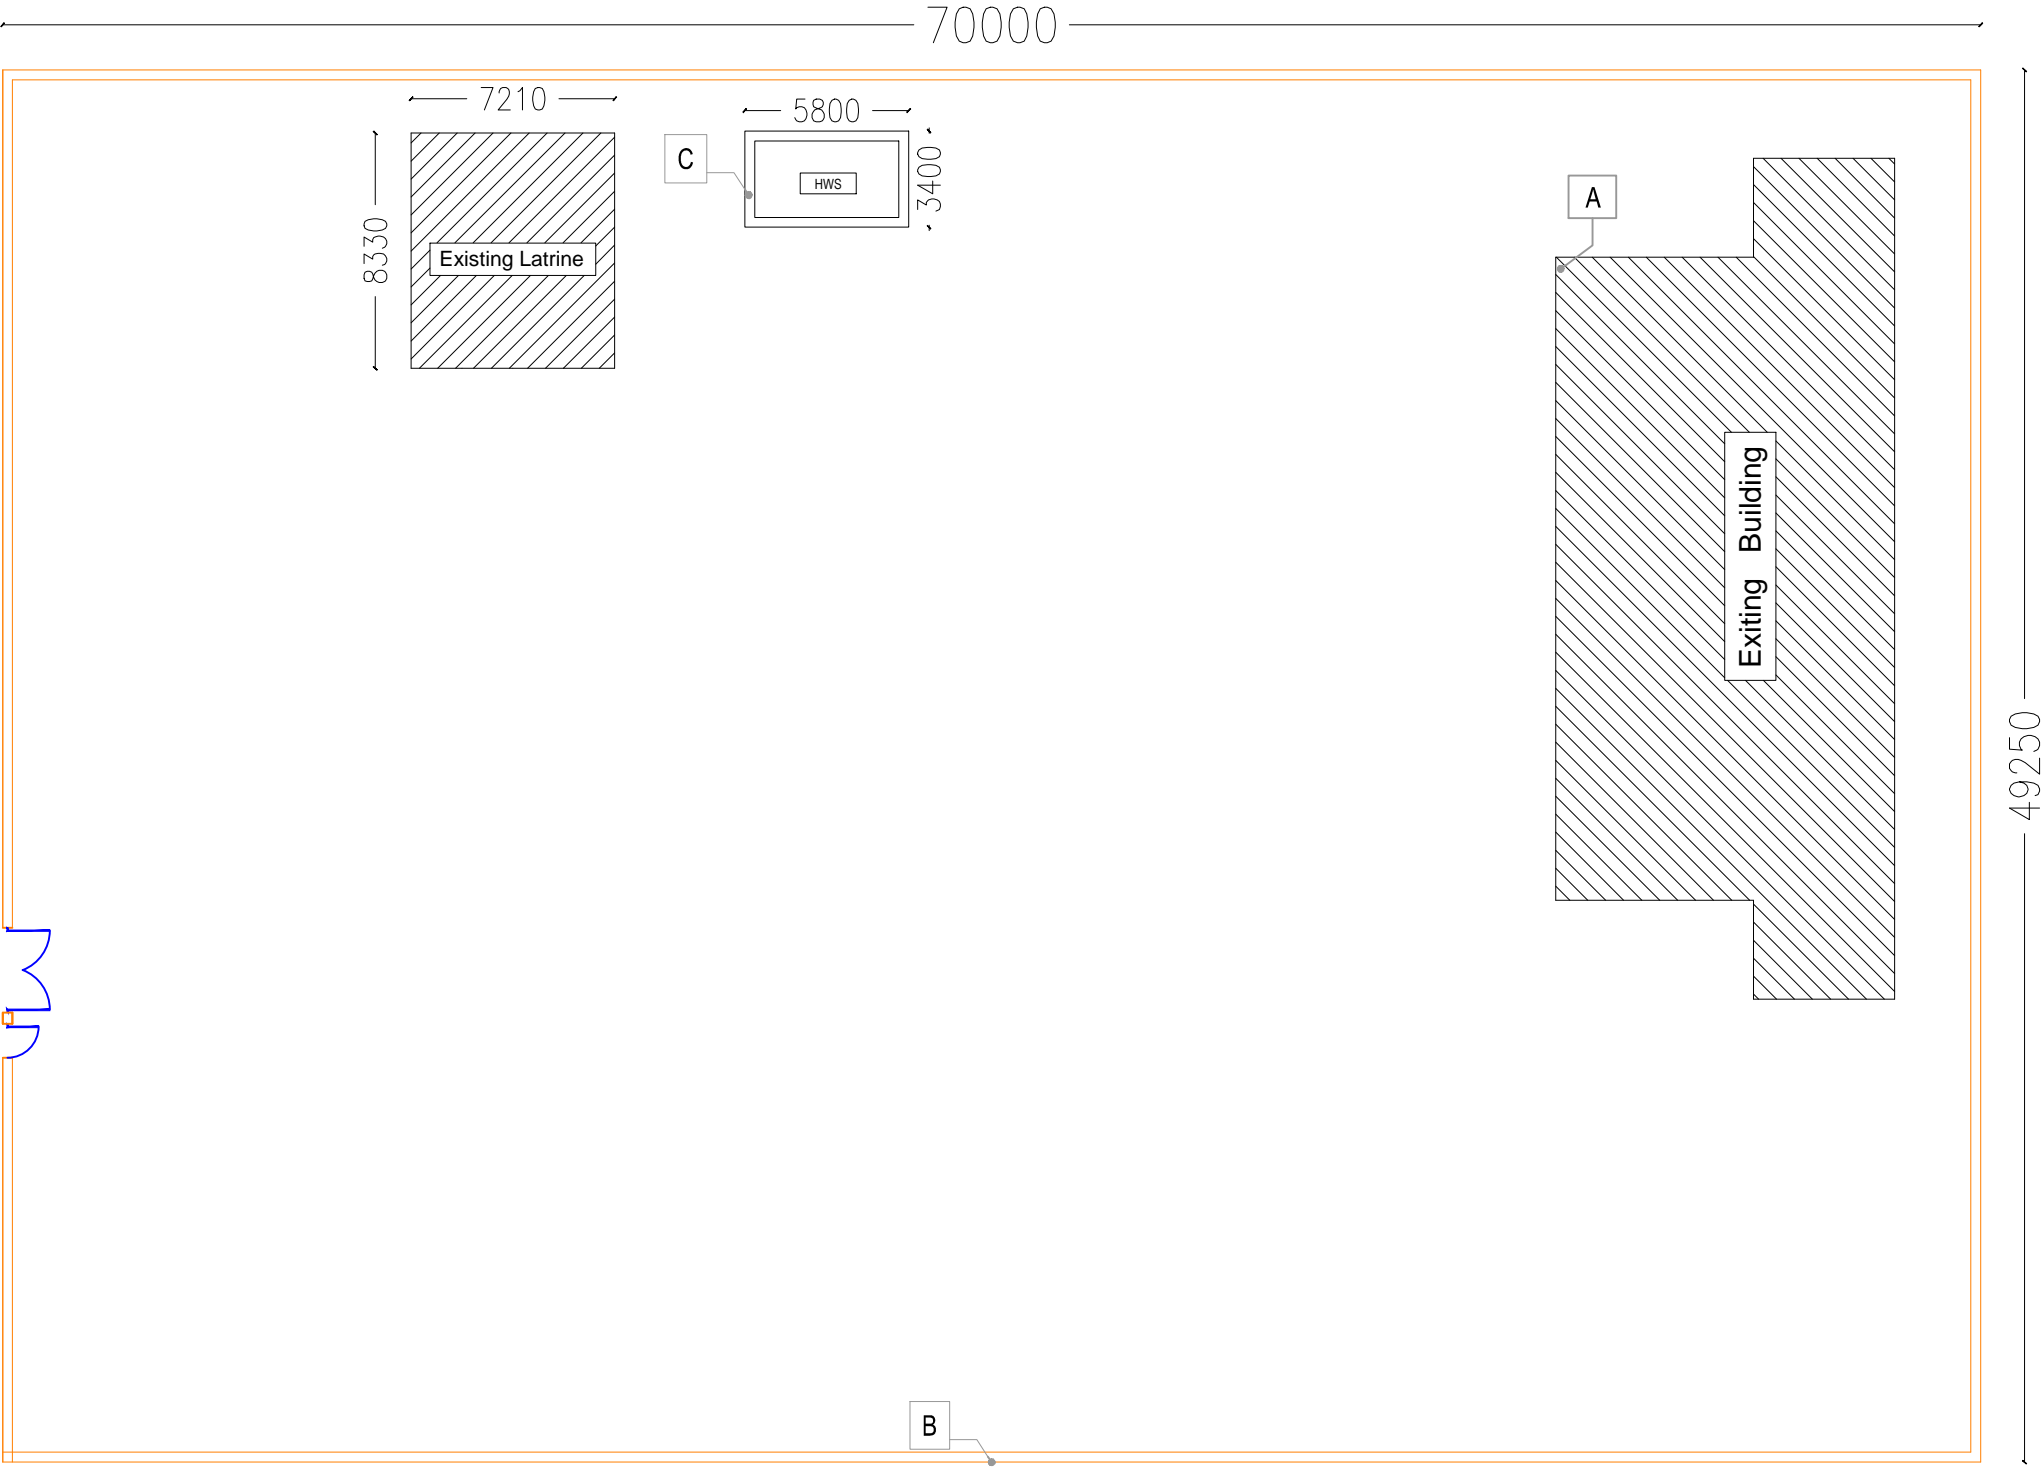 70000
7210
5800
C
HWS
3400
A
8330
Existing Latrine
Exiting Building
49250
B